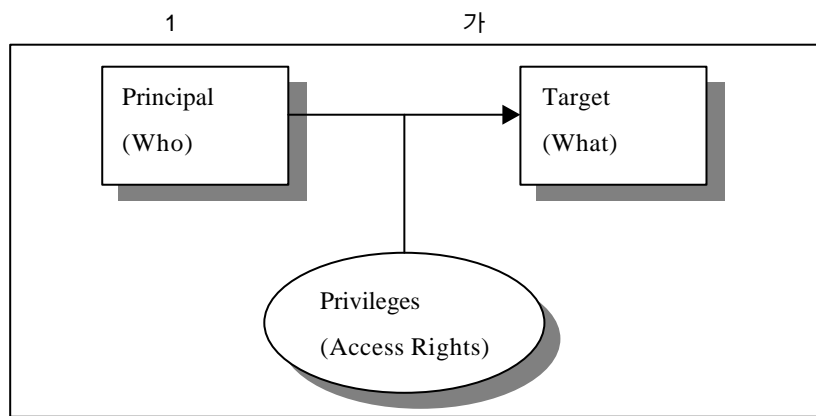 1 가
Principal
(Who)
Target
(What)
Privileges
(Access Rights)